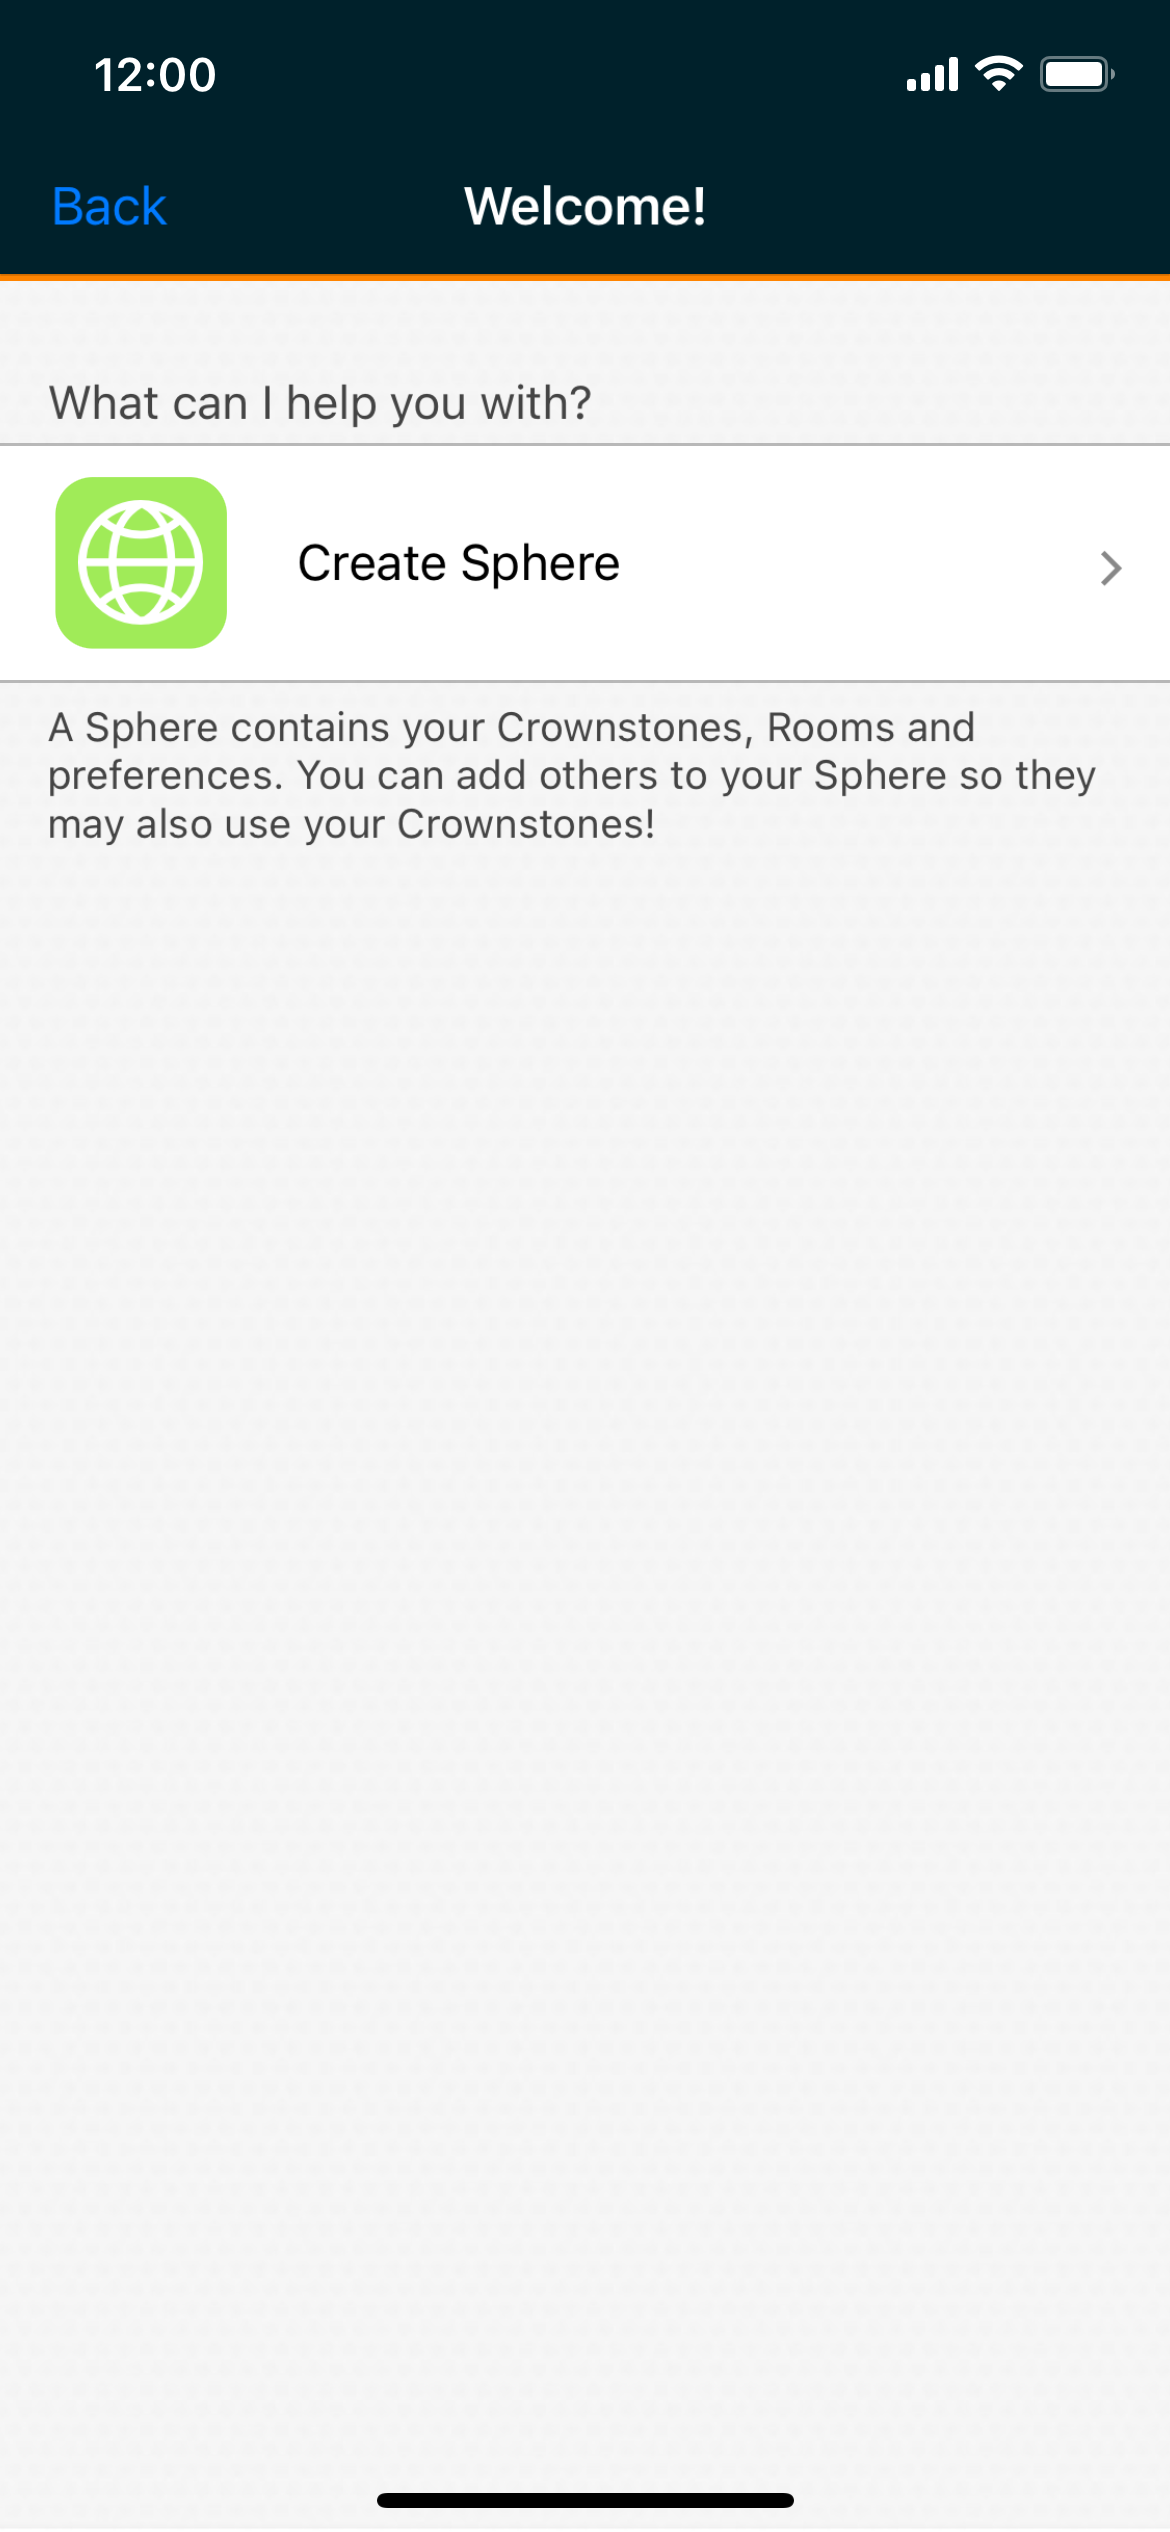 12:00
Back
Welcome!
What can I help you with?
Create Sphere
A Sphere contains your Crownstones, Rooms and
preferences. You can add others to your Sphere so they
may also use your Crownstones!